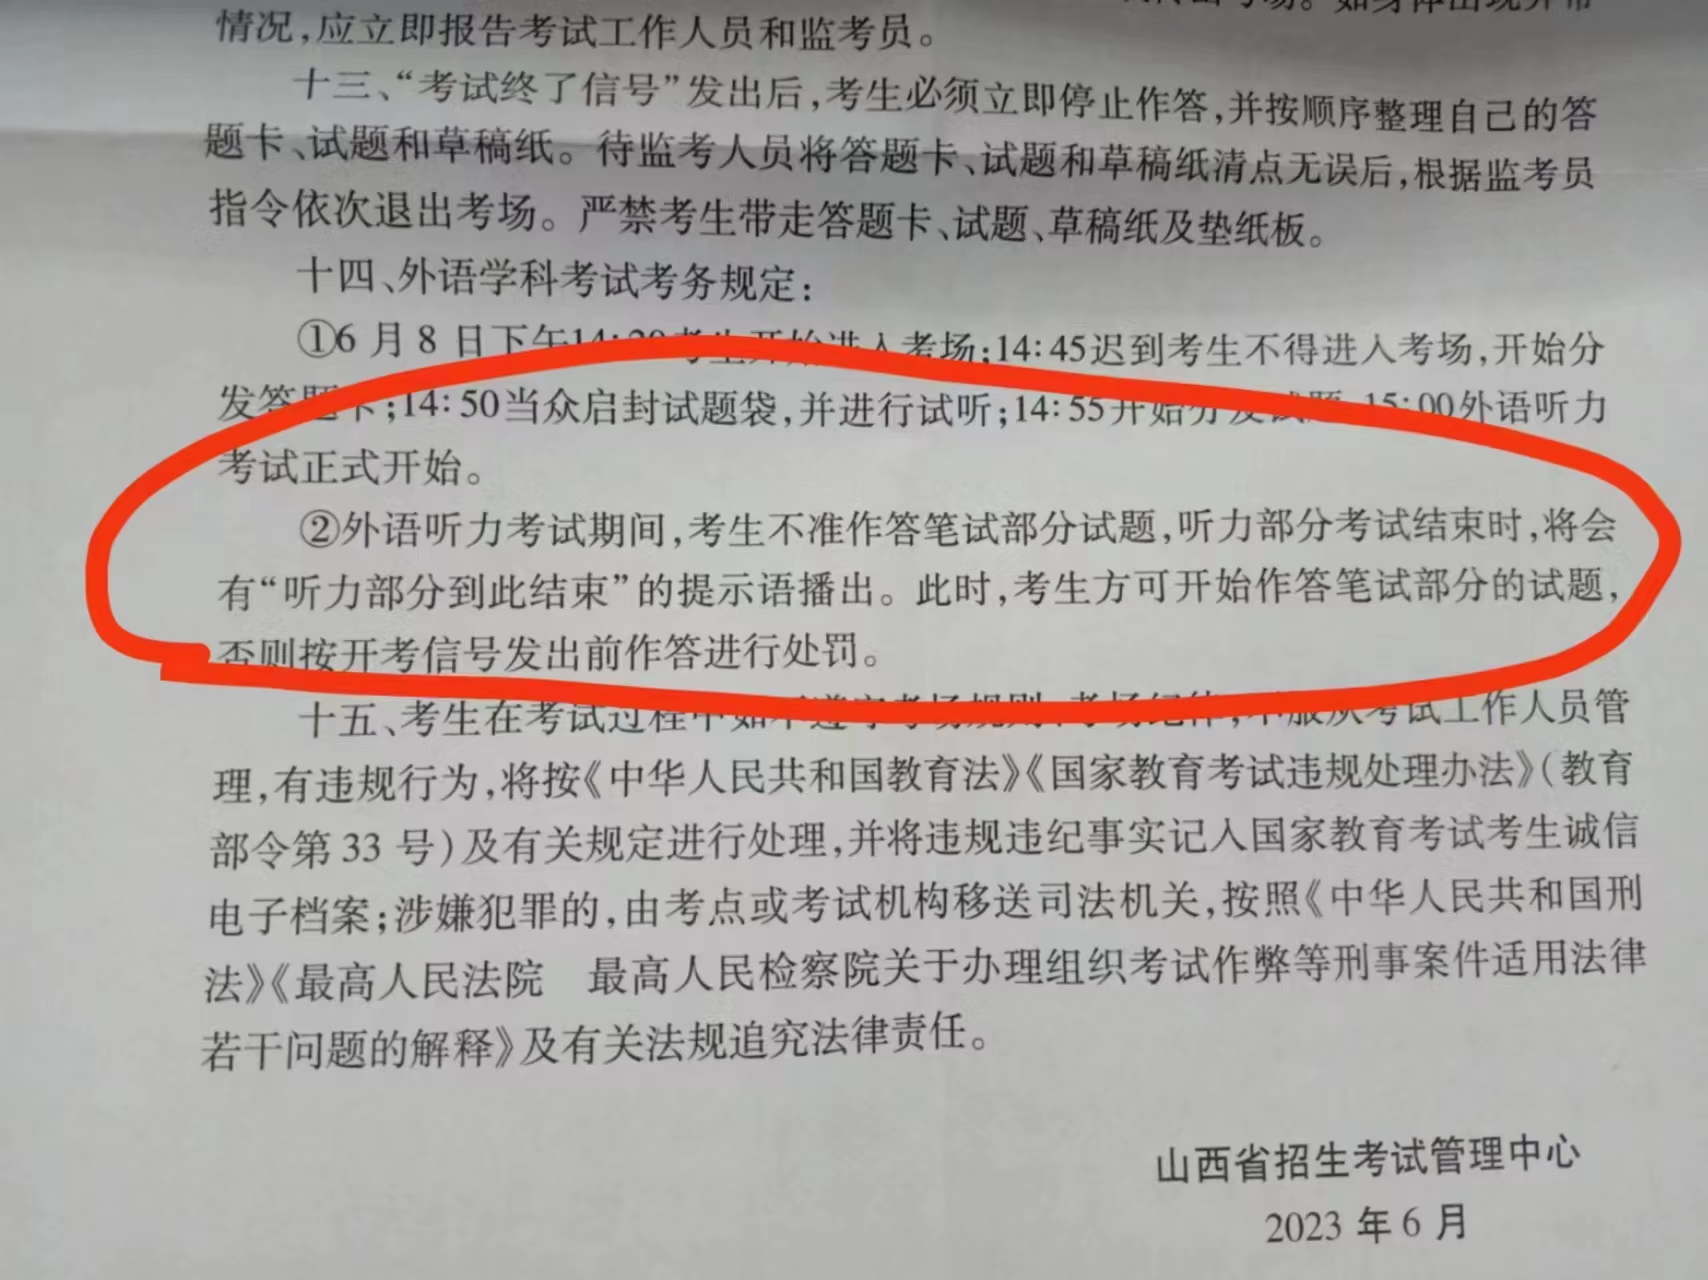 考场。如身体出现异常
情况,应立即报告考试工作人员和监考员。
十三、“考试终了信号”发出后,考生必须立即停止作答,并按顺序整理自己的答
题卡、试题和草稿纸。待监考人员将答题卡、试题和草稿纸清点无误后,根据监考员
指令依次退出考场。严禁考生带走答题卡、试题、草稿纸及垫纸板。
十四、外语学科考试考务规定:
①6月8日下午14:20考生开始进入考场;14:45迟到考生不得进入考场,开始分
发答题卡;14:50当众启封试题袋,并进行试听;14:55开始分发试题;15:00外语听力
考试正式开始。
②外语听力考试期间,考生不准作答笔试部分试题,听力部分考试结束时,将会
有“听力部分到此结束”的提示语播出。此时,考生方可开始作答笔试部分的试题,
否则按开考信号发出前作答进行处罚。
十五、考生在考试过程中如不遵守考场规则、考场纪律,不服从考试工作人员管
理,有违规行为,将按《中华人民共和国教育法》《国家教育考试违规处理办法》(教育
部令第33号)及有关规定进行处理,并将违规违纪事实记入国家教育考试考生诚信
电子档案;涉嫌犯罪的,由考点或考试机构移送司法机关,按照《中华人民共和国刑
法》《最高人民法院 最高人民检察院关于办理组织考试作弊等刑事案件适用法律
若干问题的解释》及有关法规追究法律责任。
山西省招生考试管理中心
2023年6月